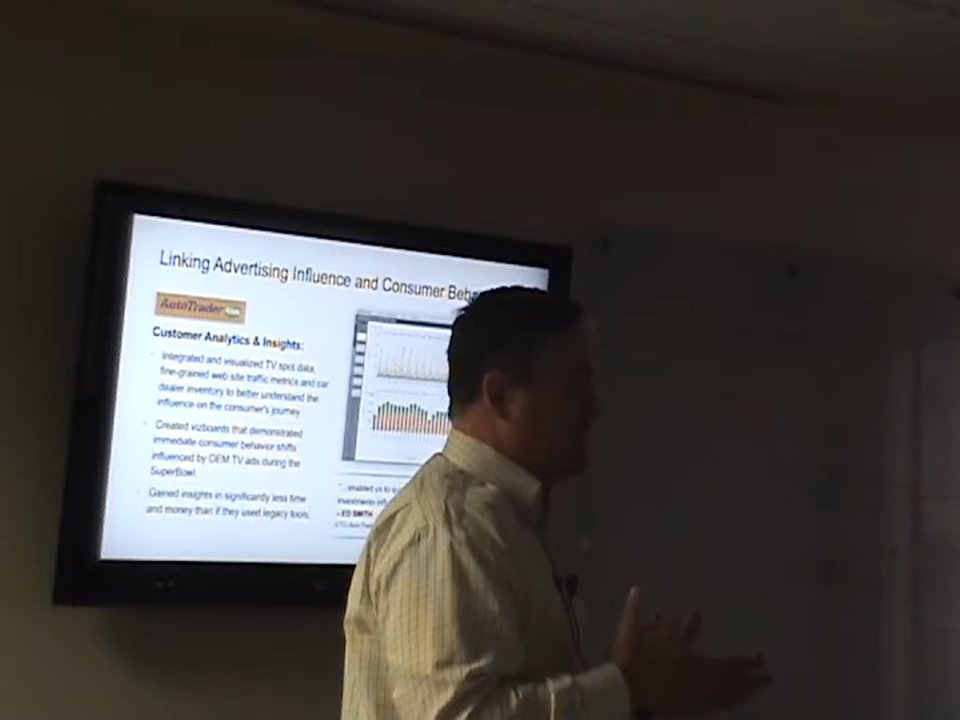 Linking Advertising Influence and Consumer
AutoTrader
Customer Analytics & Insights:
Integrated and visualized TV spot data,
fine-grained web site traffic metrics and car
dealer inventory to better understand the
influence on the consumer's journey
Created vizboards that demonstrated
immediate consumer behavior shifts
influenced by OEM TV ads during the
SuperBowl.
Gained insights in significantly less time
and money than if they used legacy tools.
"...enabled us to
investments
– ED SMITH